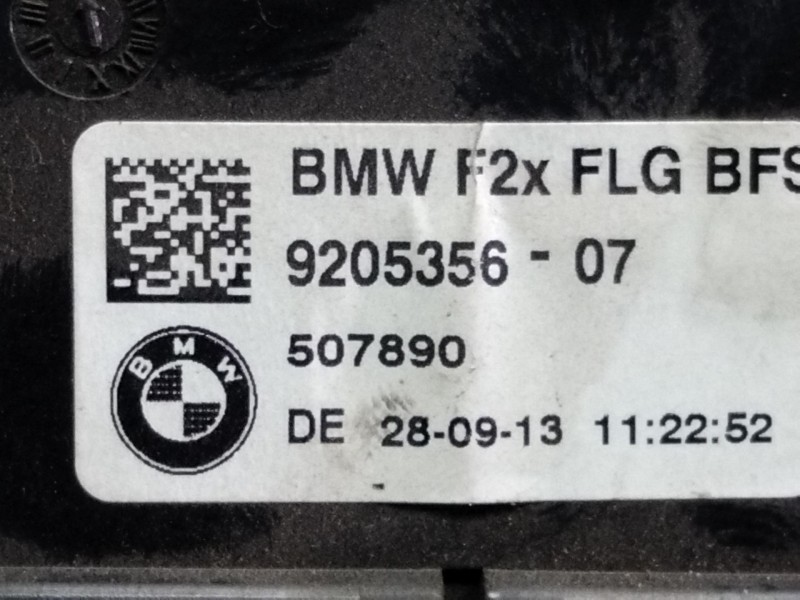 BMW F2x FLG BFS
9205356 - 07
507890
BMW
DE 28-09-13 11:22:52